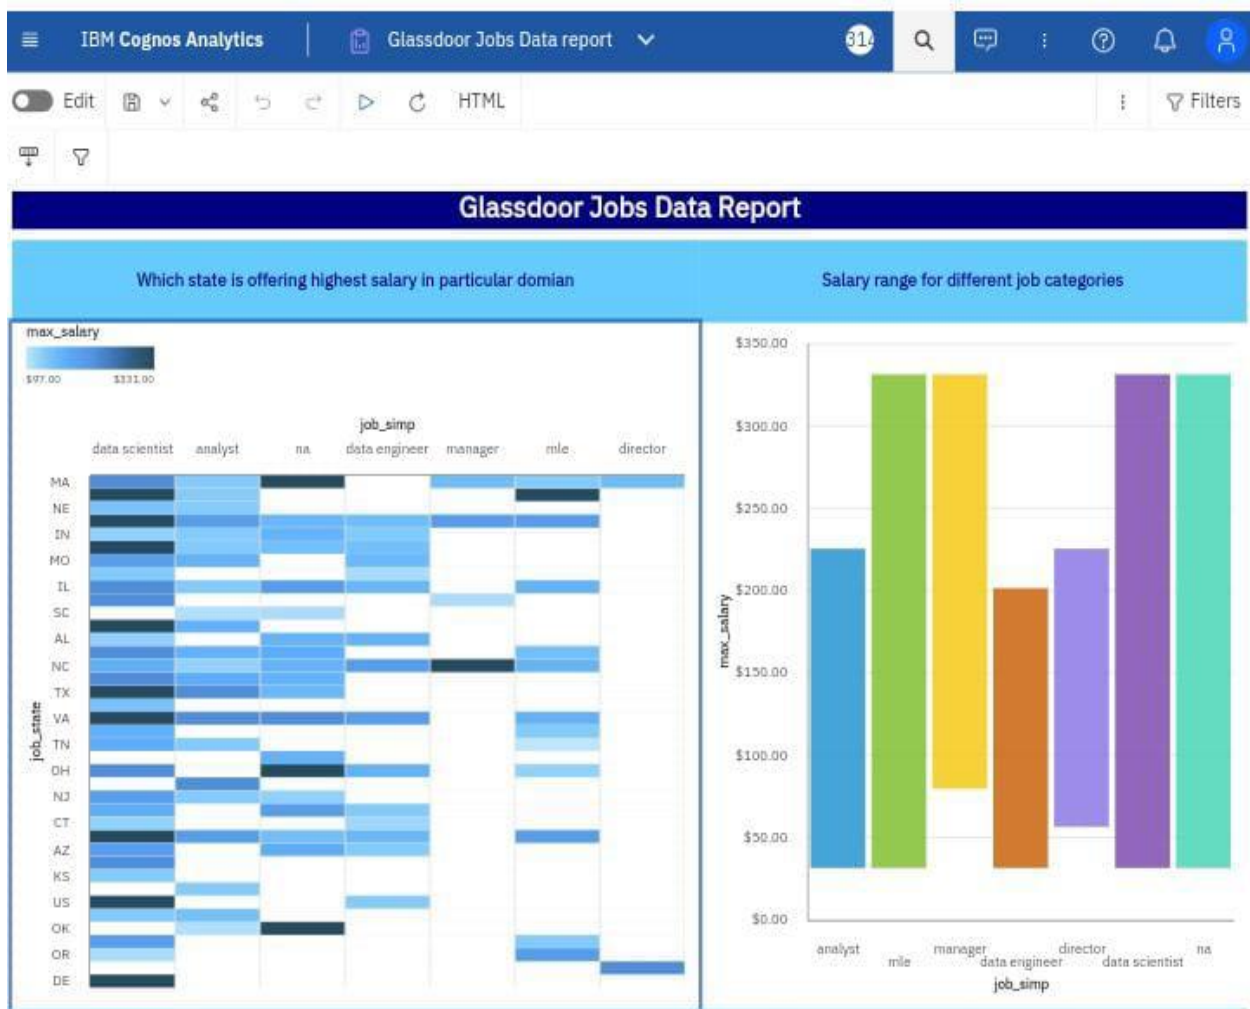 IBM Cognos Analytics
Glassdoor Jobs Data report
314
Edit
HTML
Filters
Glassdoor Jobs Data Report
Which state is offering highest salary in particular domian
Salary range for different job categories
max_salary
$97.00 $331.00
job_simp
data scientist analyst na data engineer manager mle director
job_state
MA
NE
IN
MO
IL
SC
AL
NC
TX
VA
TN
OH
NJ
CT
AZ
KS
US
OK
OR
DE
max_salary
$350.00
$300.00
$250.00
$200.00
$150.00
$100.00
$50.00
$0.00
analyst mle manager data engineer director data scientist na
job_simp